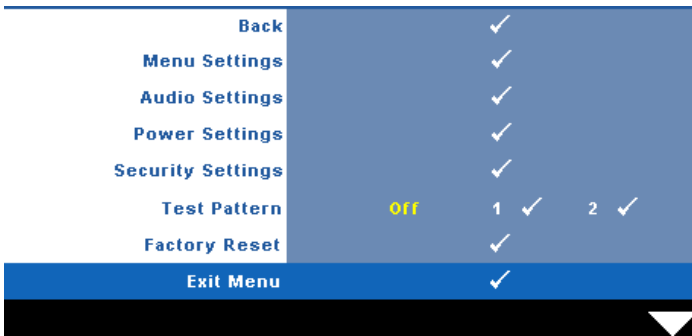 Back ✓
Menu Settings ✓
Audio Settings ✓
Power Settings ✓
Security Settings ✓
Test Pattern Off 1 ✓ 2 ✓
Factory Reset ✓
Exit Menu ✓